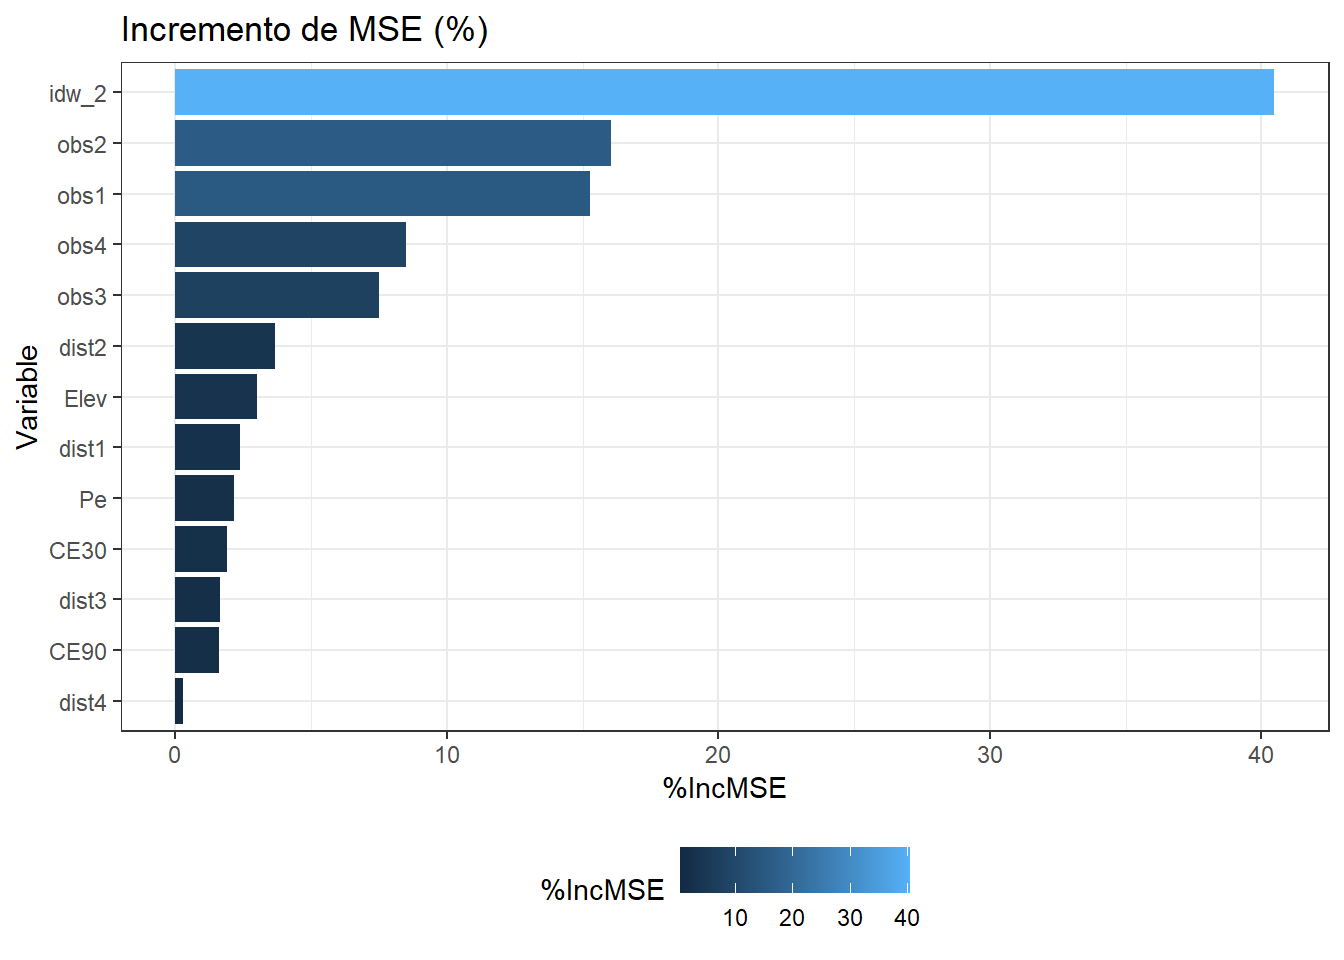 Incremento de MSE (%)
Variable
idw_2
obs2
obs1
obs4
obs3
dist2
Elev
dist1
Pe
CE30
dist3
CE90
dist4
0 10 20 30 40
%IncMSE
%IncMSE
10 20 30 40